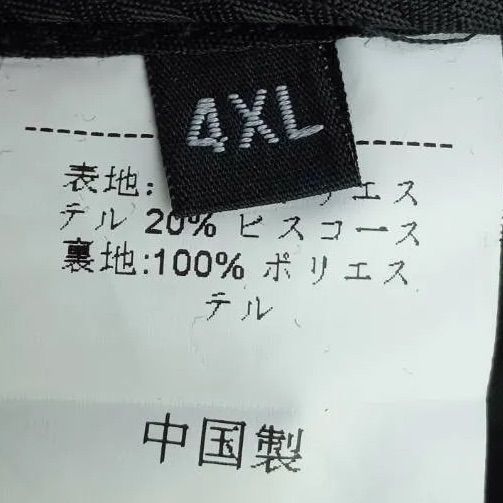 4XL
表地: リエス
テル 20% ビスコース
裏地:100% ポリエス
テル
中国製